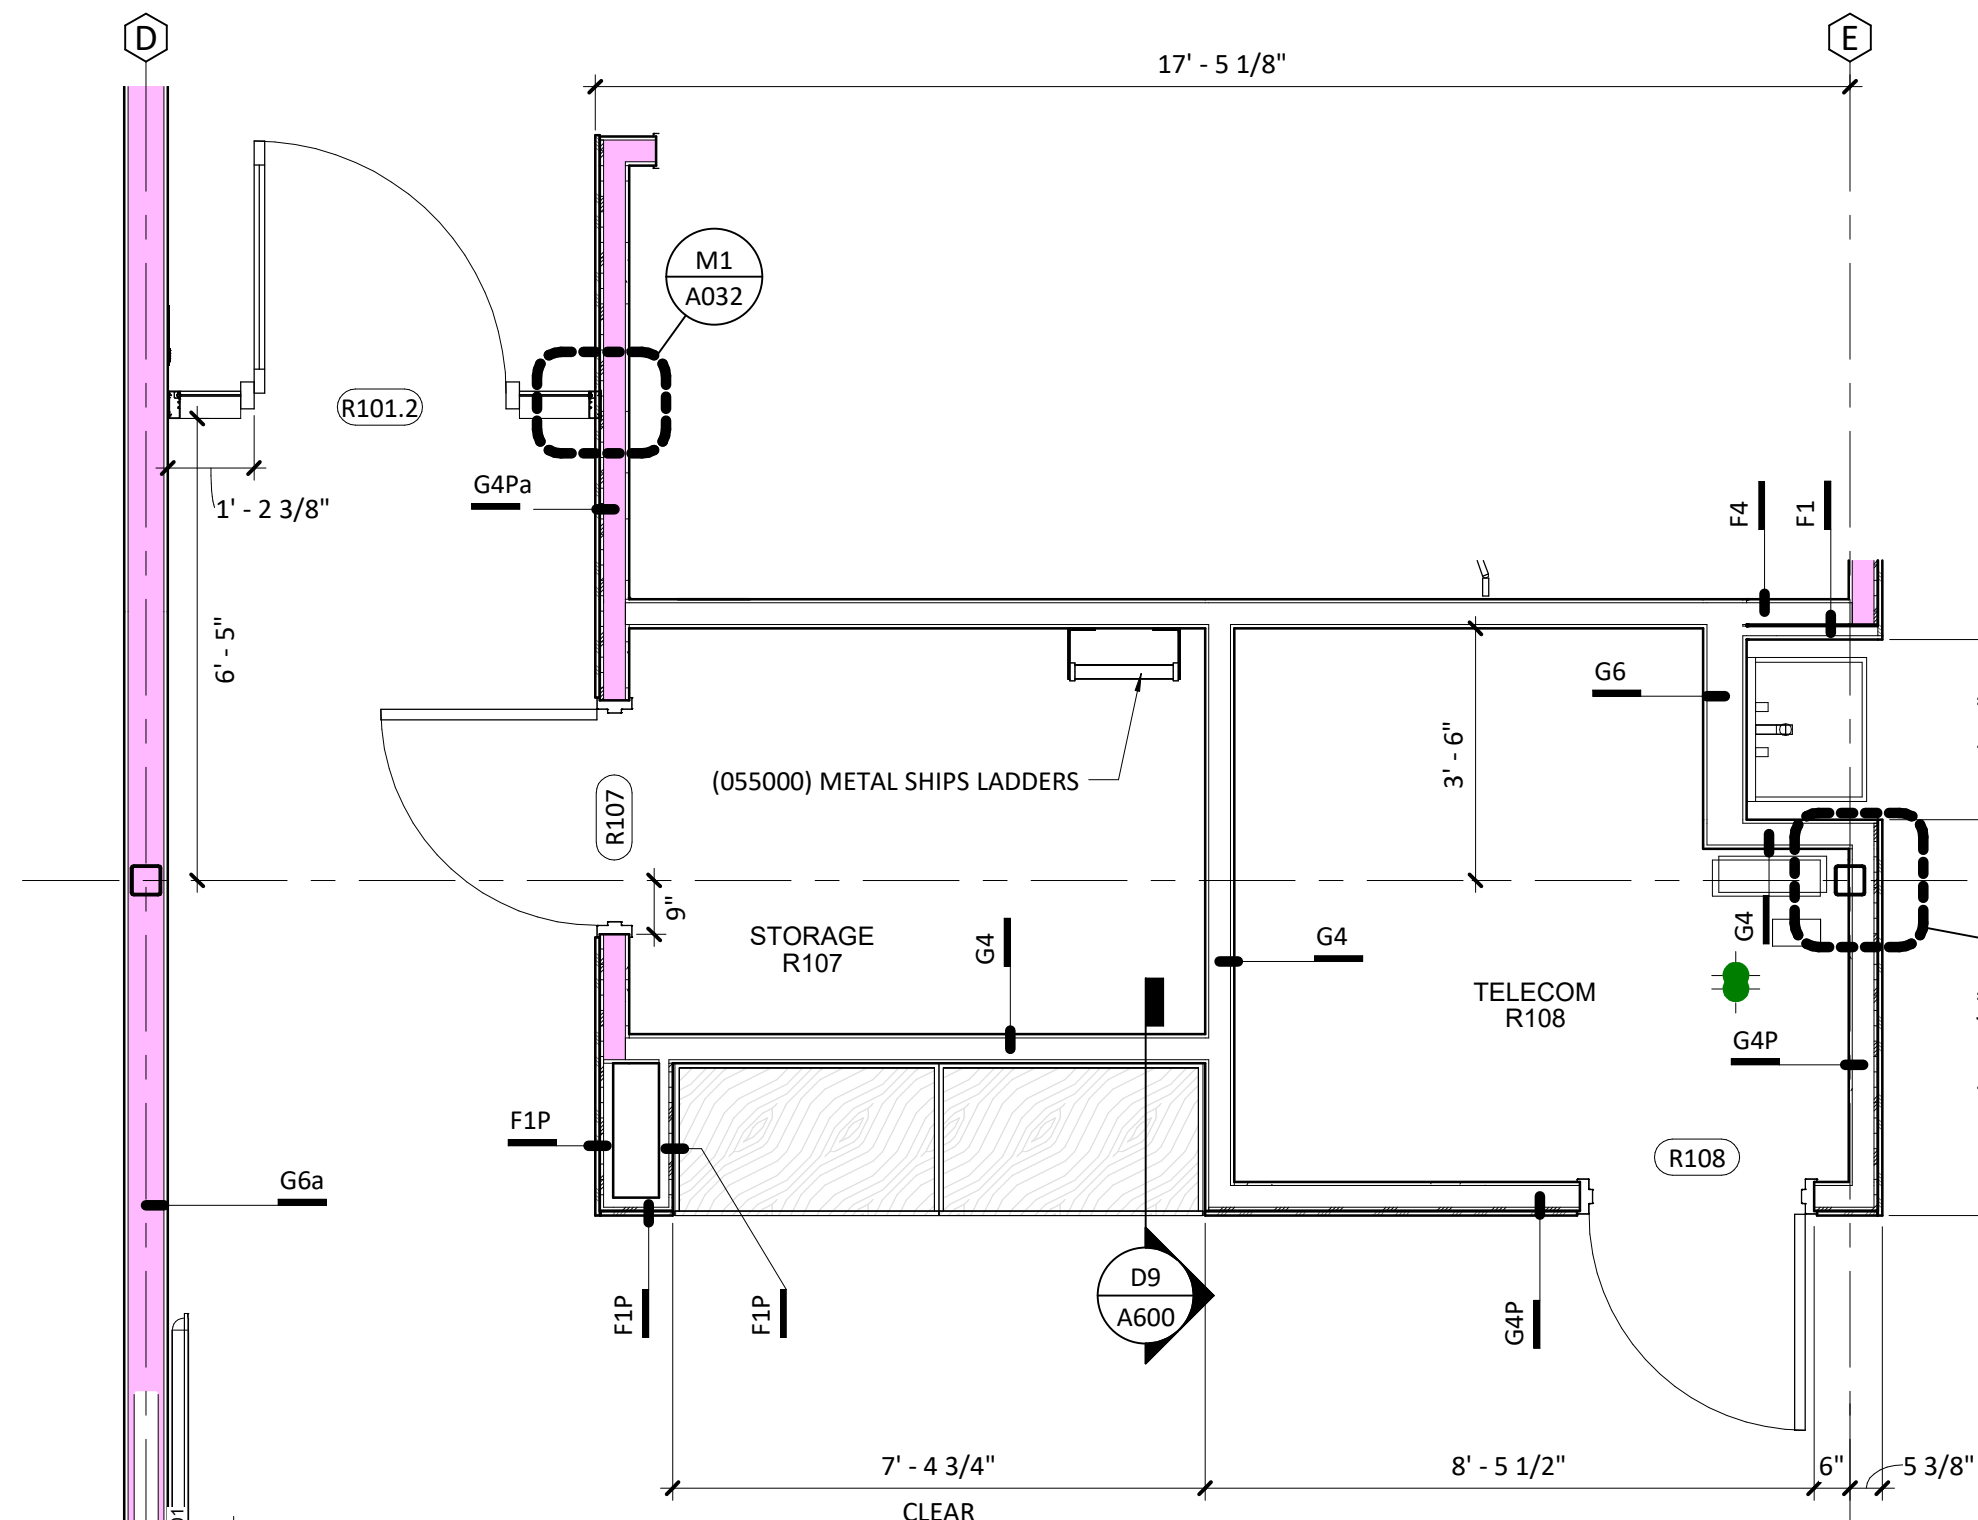 D
E
17' - 5 1/8"
M1
A032
R101.2
G4Pa
1' - 2 3/8"
F4
F1
6' - 5"
G6
3' - 6"
(055000) METAL SHIPS LADDERS
R107
9"
STORAGE
R107
G4
G4
G4
TELECOM
R108
G4P
F1P
R108
G6a
F1P
F1P
D9
A600
G4P
7' - 4 3/4"
CLEAR
8' - 5 1/2"
6"
5 3/8"